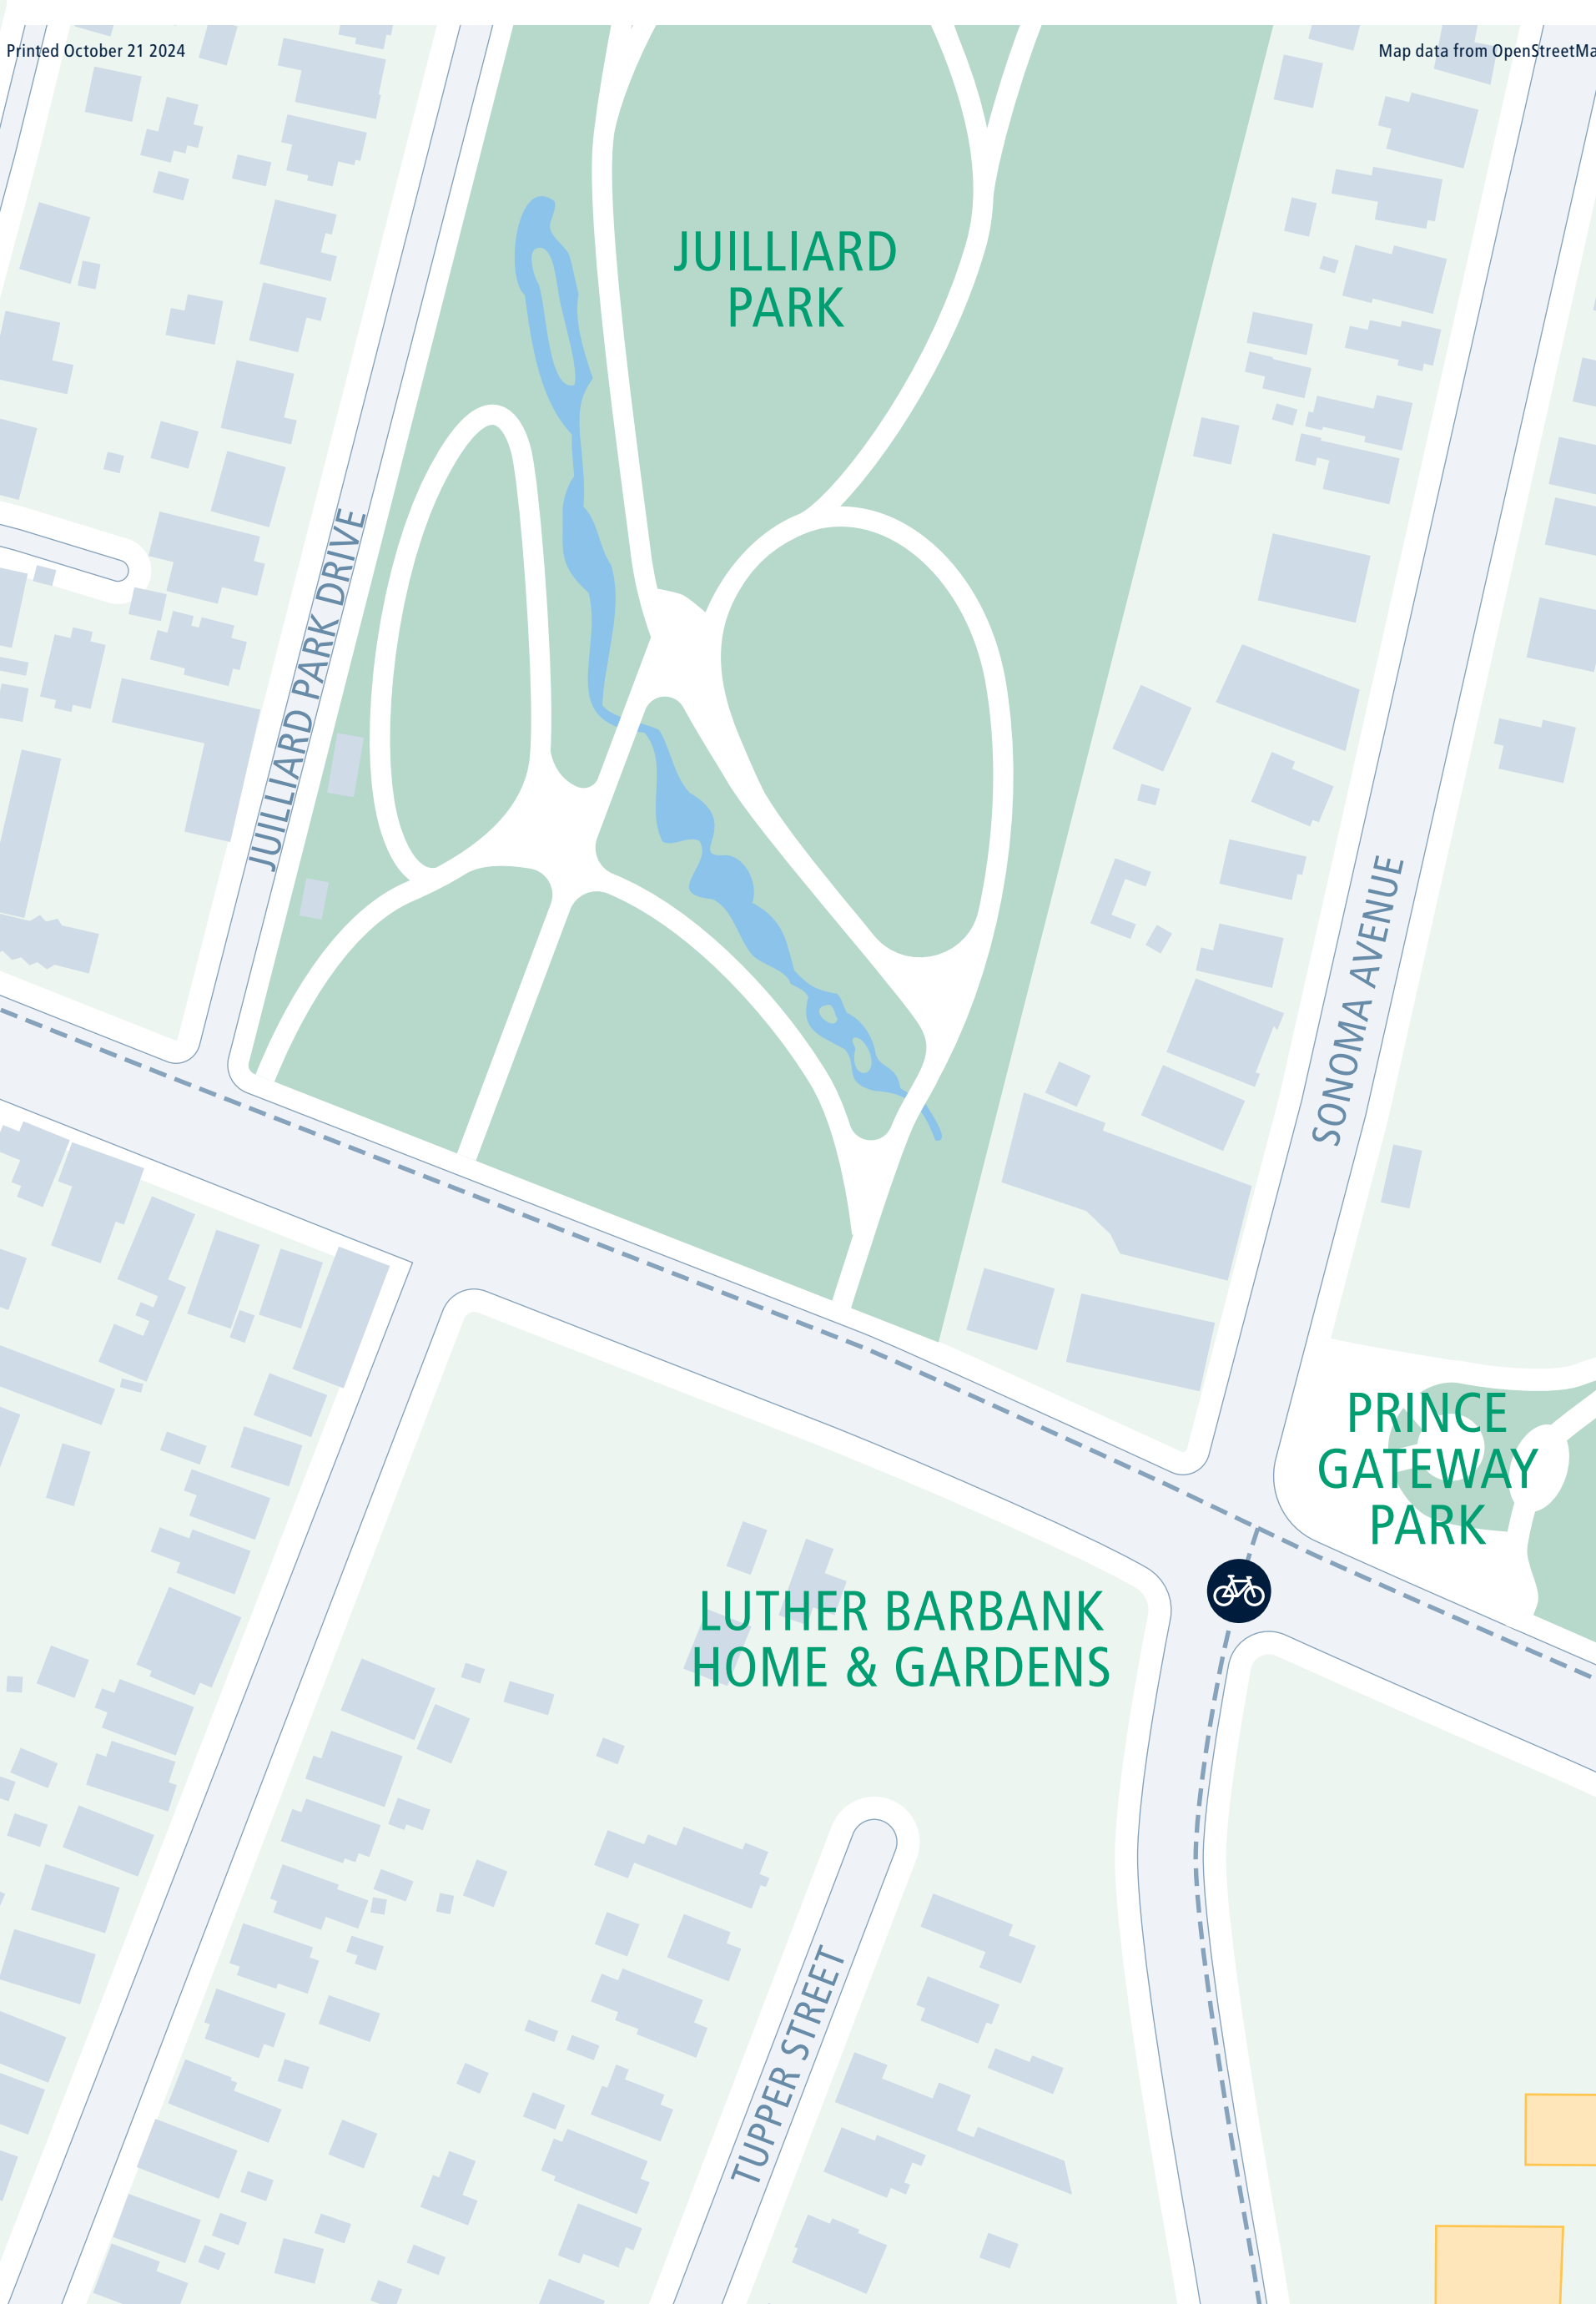 Printed October 21 2024
Map data from OpenStreetMa
JUILLIARD
PARK
JUILLIARD PARK DRIVE
SONOMA AVENUE
PRINCE
GATEWAY
PARK
LUTHER BARBANK
HOME & GARDENS
TUPPER STREET